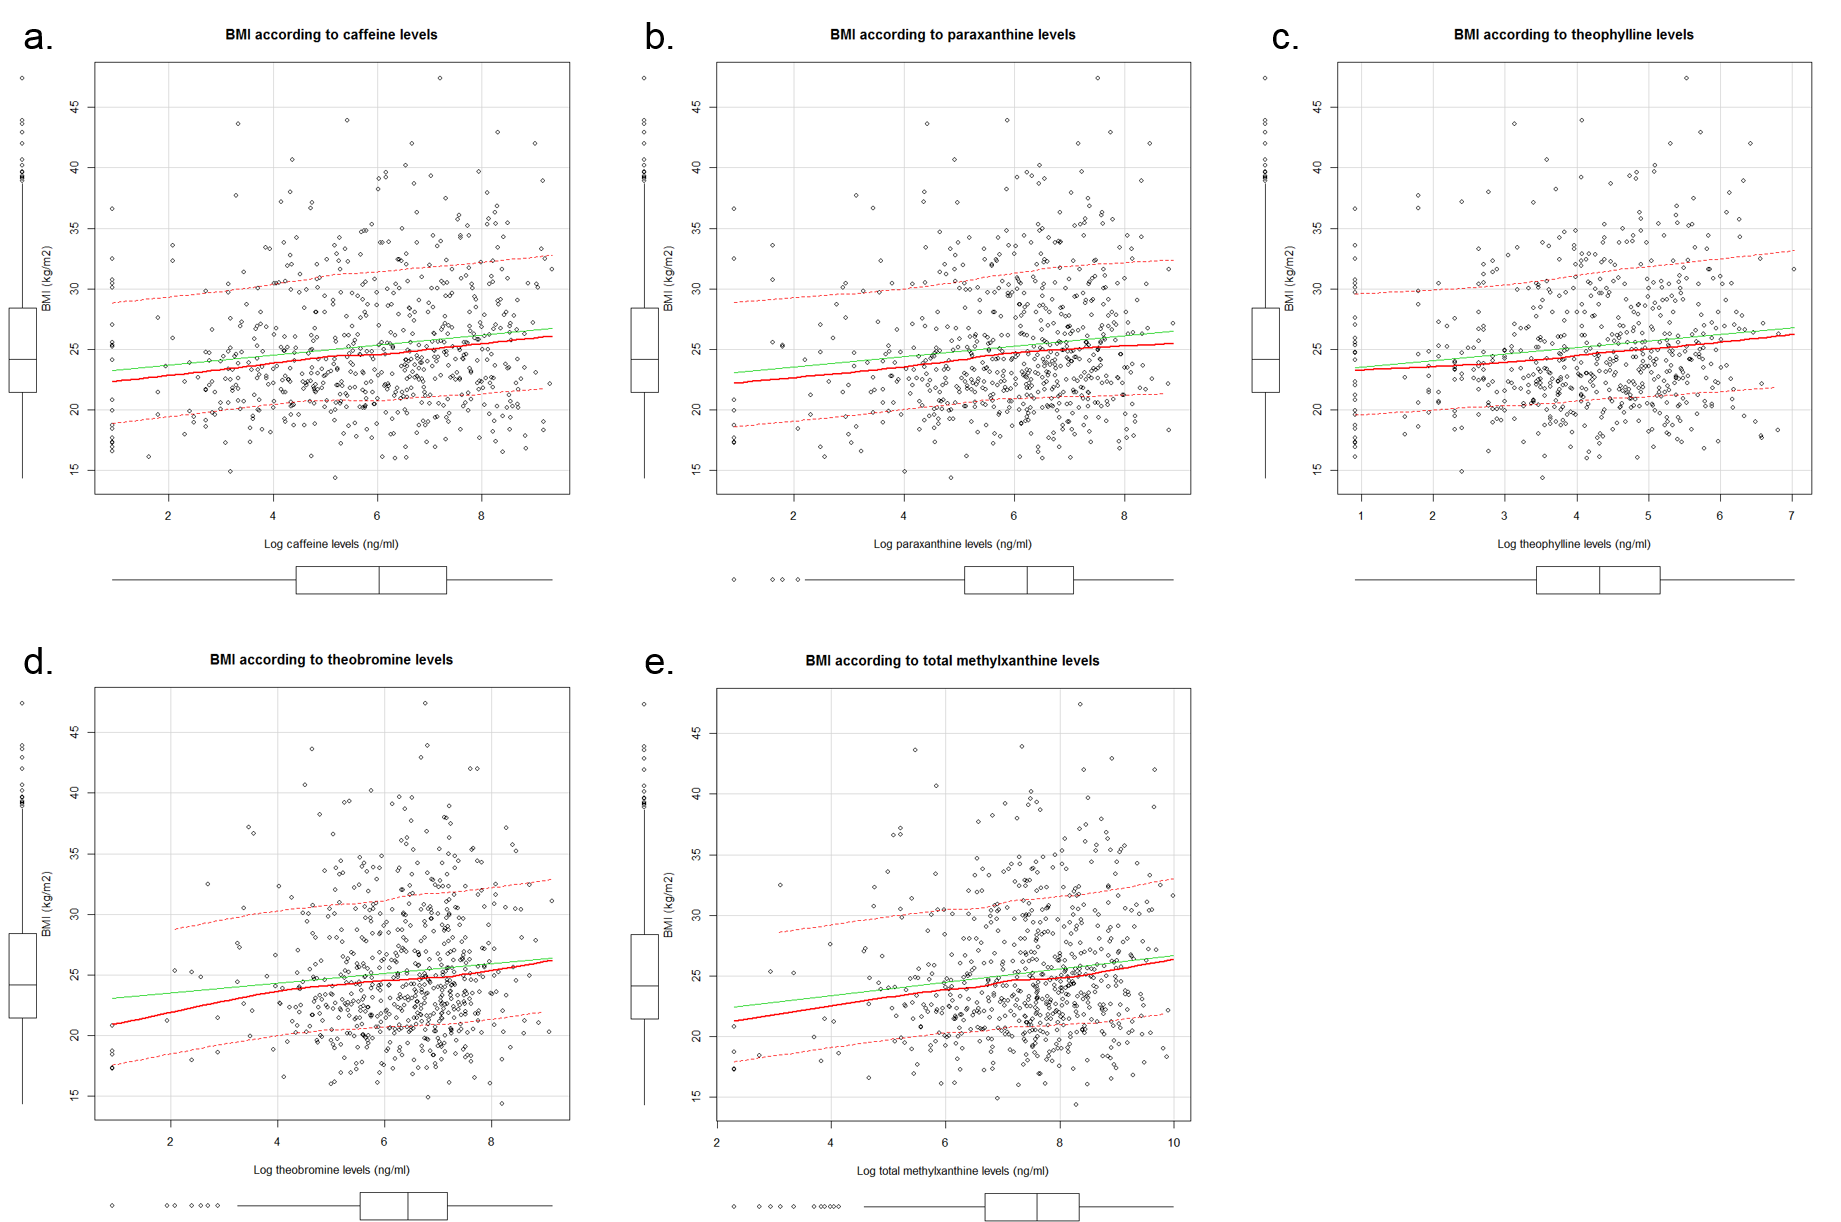 a.
BMI according to caffeine levels
BMI (kg/m2)
45
40
35
30
25
20
15
2 4 6 8
Log caffeine levels (ng/ml)
b.
BMI according to paraxanthine levels
BMI (kg/m2)
45
40
35
30
25
20
15
2 4 6 8
Log paraxanthine levels (ng/ml)
c.
BMI according to theophylline levels
BMI (kg/m2)
45
40
35
30
25
20
15
1 2 3 4 5 6 7
Log theophylline levels (ng/ml)
d.
BMI according to theobromine levels
BMI (kg/m2)
45
40
35
30
25
20
15
2 4 6 8
Log theobromine levels (ng/ml)
e.
BMI according to total methylxanthine levels
BMI (kg/m2)
45
40
35
30
25
20
15
2 4 6 8 10
Log total methylxanthine levels (ng/ml)